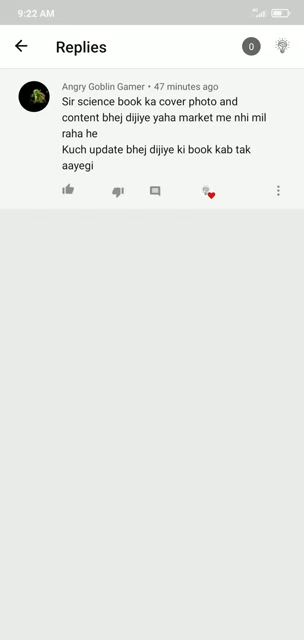 9:22 AM
Replies
0
Angry Goblin Gamer • 47 minutes ago
Sir science book ka cover photo and
content bhej dijiye yaha market me nhi mil
raha he
Kuch update bhej dijiye ki book kab tak
aayegi